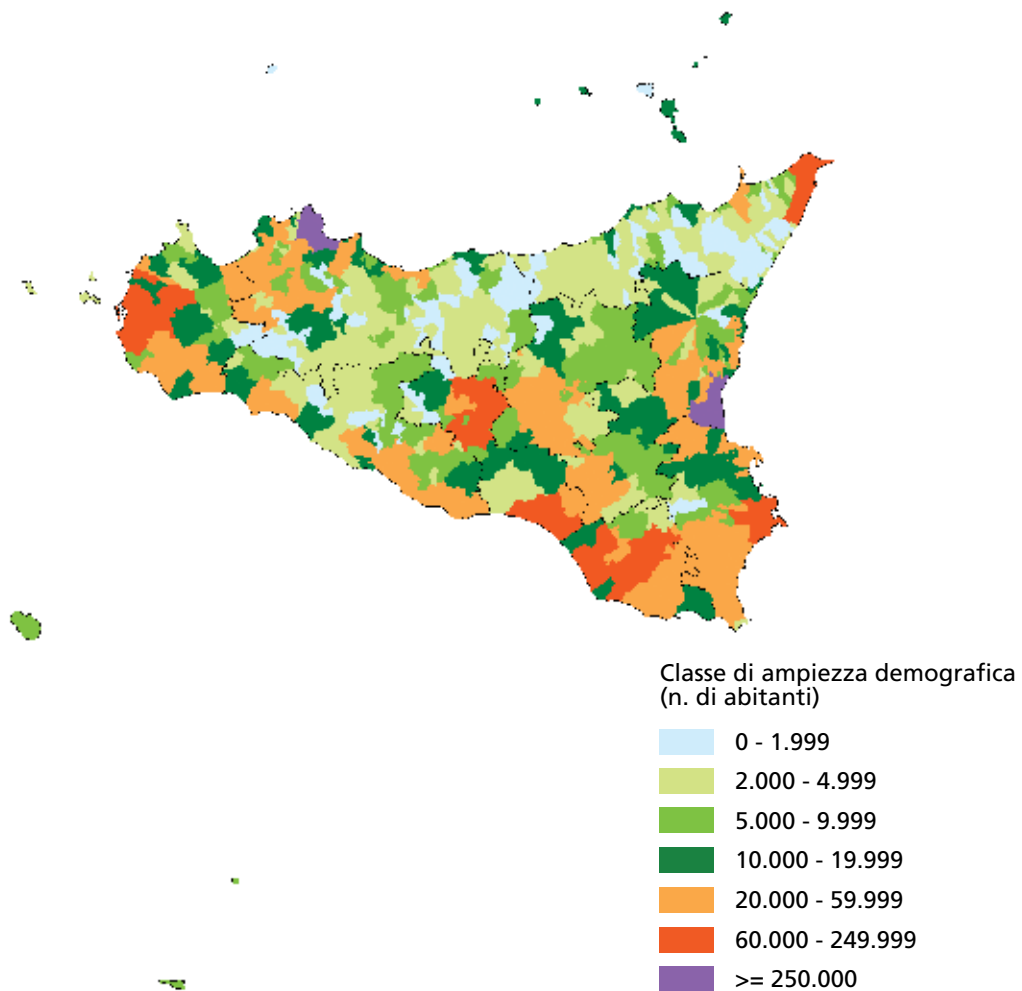 Classe di ampiezza demografica
(n. di abitanti)
0 - 1.999
2.000 - 4.999
5.000 - 9.999
10.000 - 19.999
20.000 - 59.999
60.000 - 249.999
>= 250.000